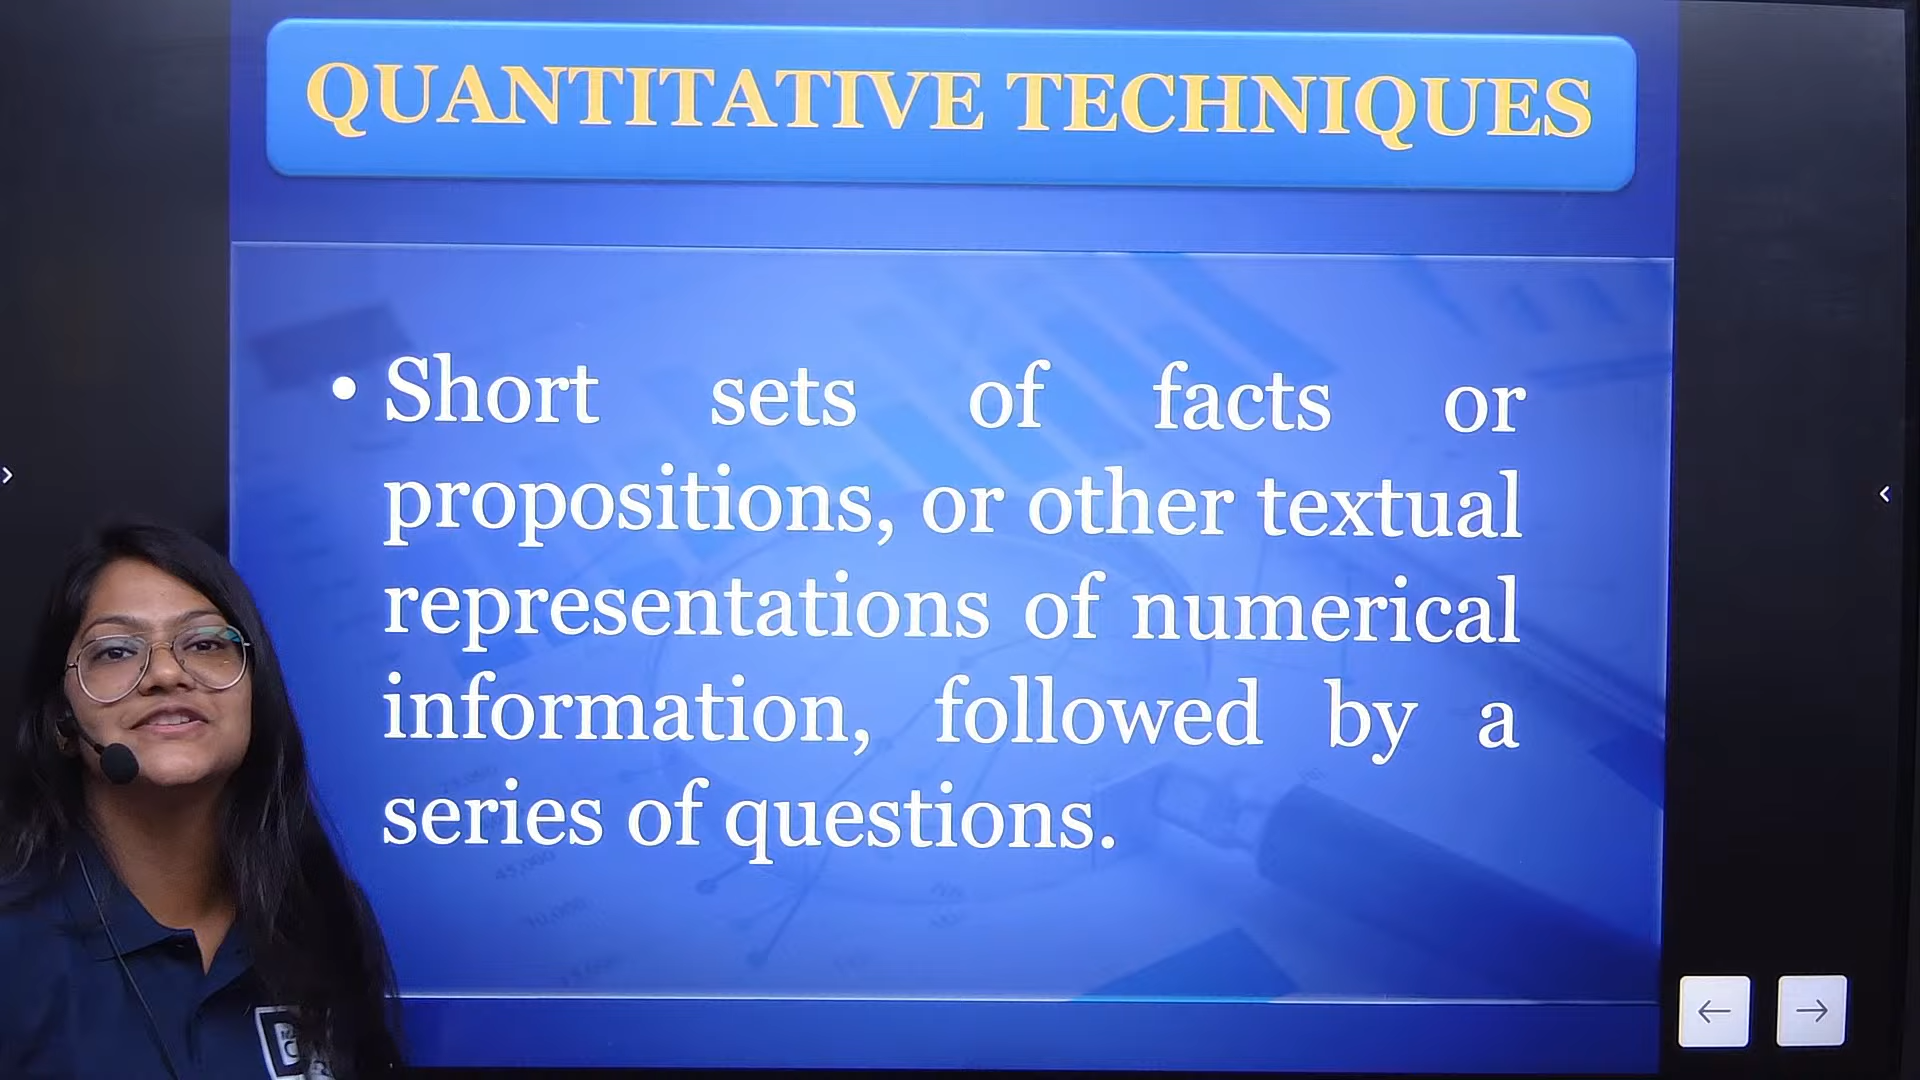 QUANTITATIVE TECHNIQUES
• Short sets of facts or
propositions, or other textual
representations of numerical
information, followed by a
series of questions.